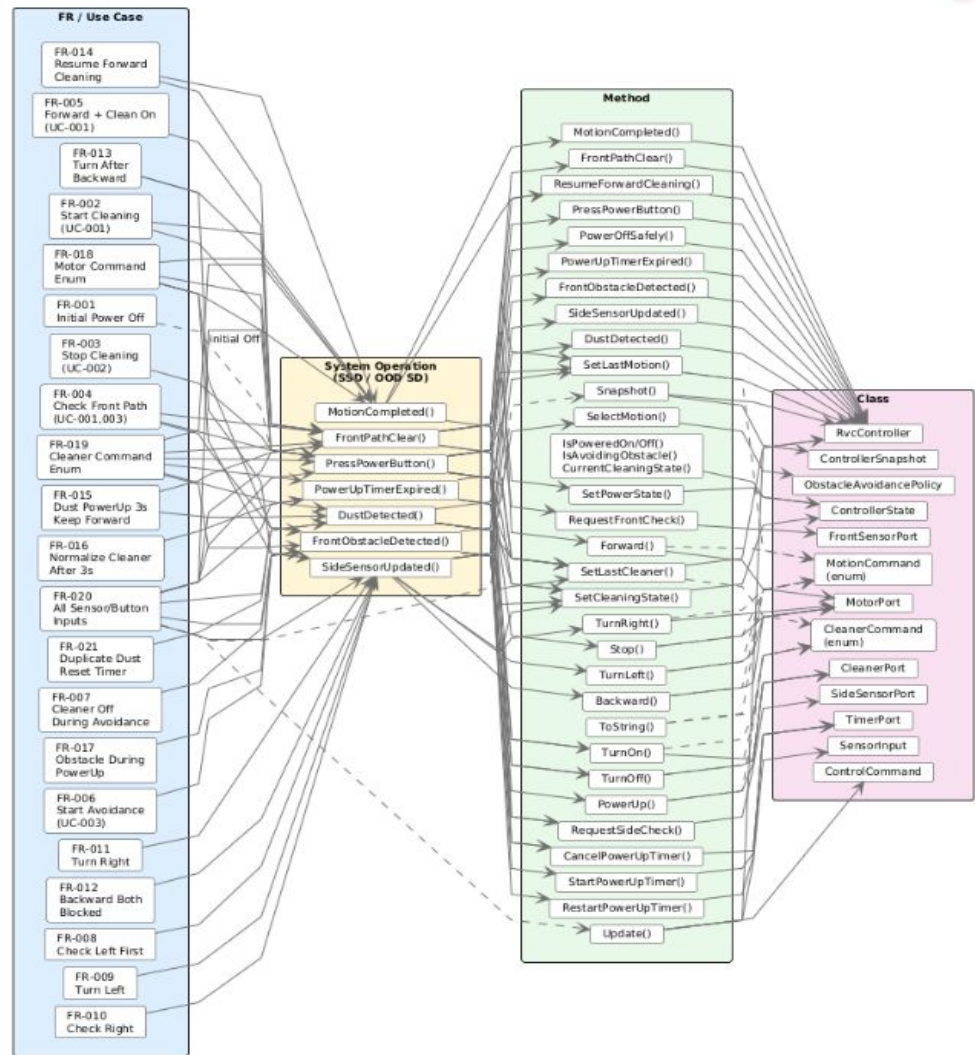 FR / Use Case
FR-014
Resume Forward
Cleaning
FR-005
Forward + Clean On
(UC-001)
FR-013
Turn After
Backward
FR-002
Start Cleaning
(UC-001)
FR-018
Motor Command
Enum
FR-001
Initial Power Off
FR-003
Stop Cleaning
(UC-002)
FR-004
Check Front Path
(UC-001,003)
FR-019
Cleaner Command
Enum
FR-015
Dust PowerUp 3s
Keep Forward
FR-016
Normalize Cleaner
After 3s
FR-020
All Sensor/Button
Inputs
FR-021
Duplicate Dust
Reset Timer
FR-007
Cleaner Off
During Avoidance
FR-017
Obstacle During
PowerUp
FR-006
Start Avoidance
(UC-003)
FR-011
Turn Right
FR-012
Backward Both
Blocked
FR-008
Check Left First
FR-009
Turn Left
FR-010
Check Right
Initial Off
System Operation
(SSD / OOD SD)
MotionCompleted()
FrontPathClear()
PressPowerButton()
PowerUpTimerExpired()
DustDetected()
FrontObstacleDetected()
SideSensorUpdated()
Method
MotionCompleted()
FrontPathClear()
ResumeForwardCleaning()
PressPowerButton()
PowerOffSafely()
PowerUpTimerExpired()
FrontObstacleDetected()
SideSensorUpdated()
DustDetected()
SetLastMotion()
Snapshot()
SelectMotion()
IsPoweredOn/Off()
IsAvoidingObstacle()
CurrentCleaningState()
SetPowerState()
RequestFrontCheck()
Forward()
SetLastCleaner()
SetCleaningState()
TurnRight()
Stop()
TurnLeft()
Backward()
ToString()
TurnOn()
TurnOff()
PowerUp()
RequestSideCheck()
CancelPowerUpTimer()
StartPowerUpTimer()
RestartPowerUpTimer()
Update()
Class
RvcController
ControllerSnapshot
ObstacleAvoidancePolicy
ControllerState
FrontSensorPort
MotionCommand
(enum)
MotorPort
CleanerCommand
(enum)
CleanerPort
SideSensorPort
TimerPort
SensorInput
ControlCommand